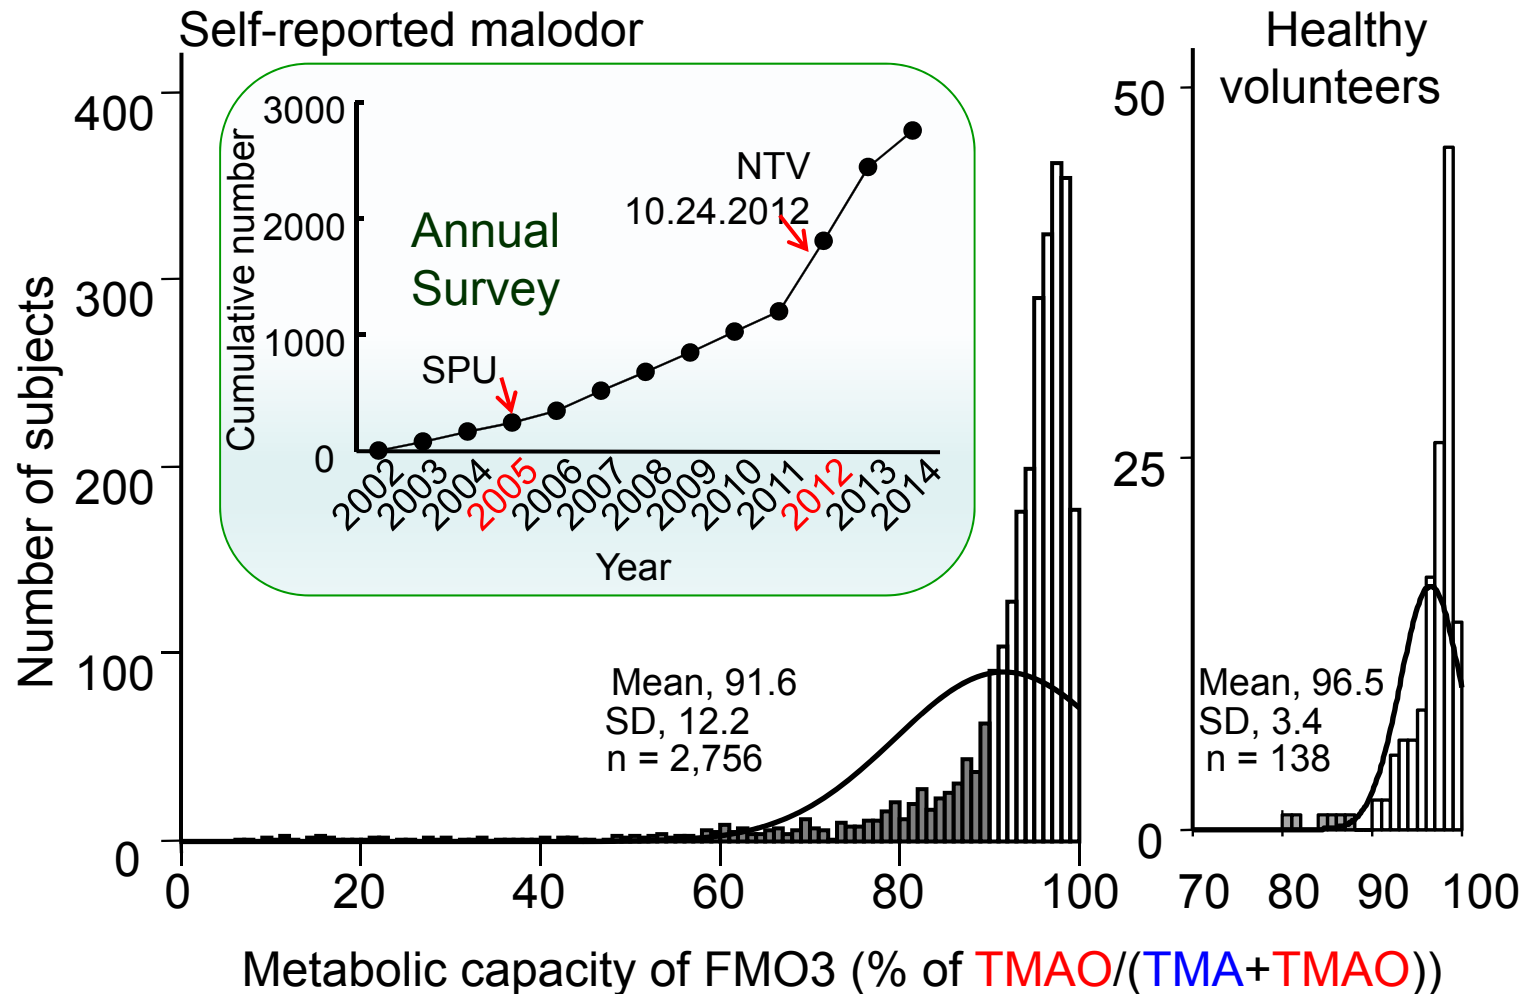 Self-reported malodor
Healthy
volunteers
Number of subjects
400
300
200
100
0
0
20
40
60
80
100
Cumulative number
3000
2000
1000
0
Annual
Survey
SPU
NTV
10.24.2012
2002
2003
2004
2005
2006
2007
2008
2009
2010
2011
2012
2013
2014
Year
Mean, 91.6
SD, 12.2
n = 2,756
50
25
0
Mean, 96.5
SD, 3.4
n = 138
70
80
90
100
Metabolic capacity of FMO3 (% of TMAO/(TMA+TMAO))